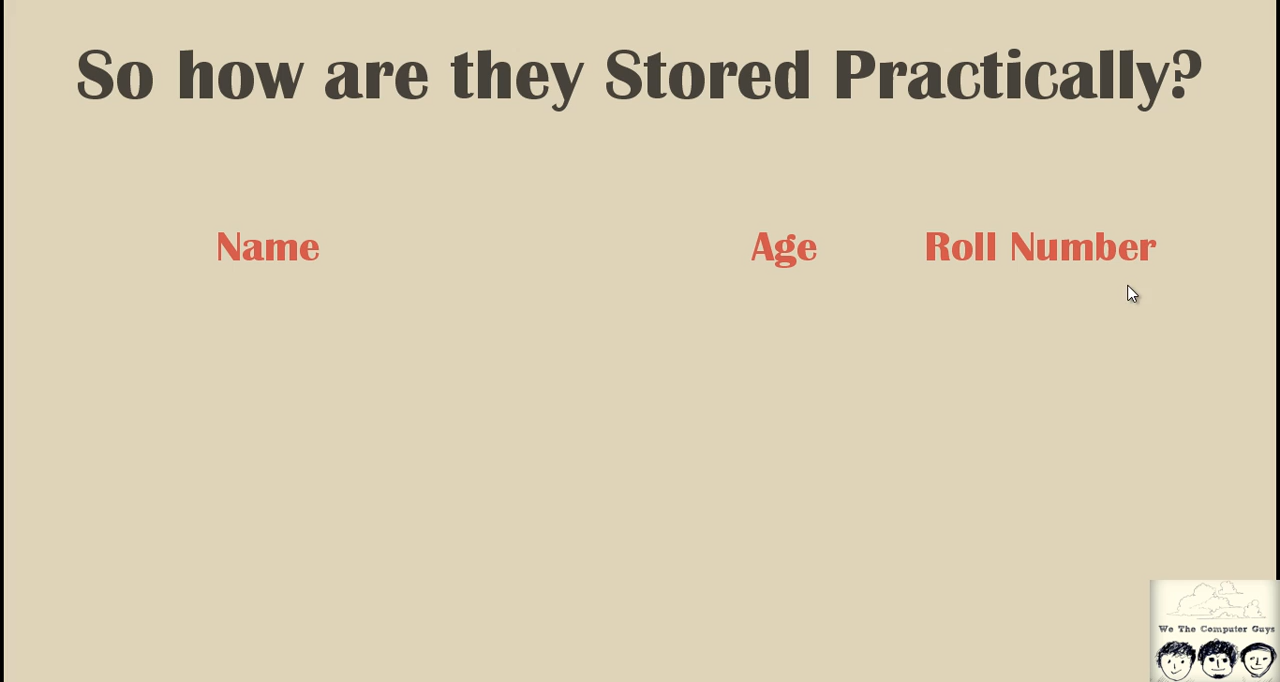 So how are they Stored Practically?
Name Age Roll Number
We The Computer Guys